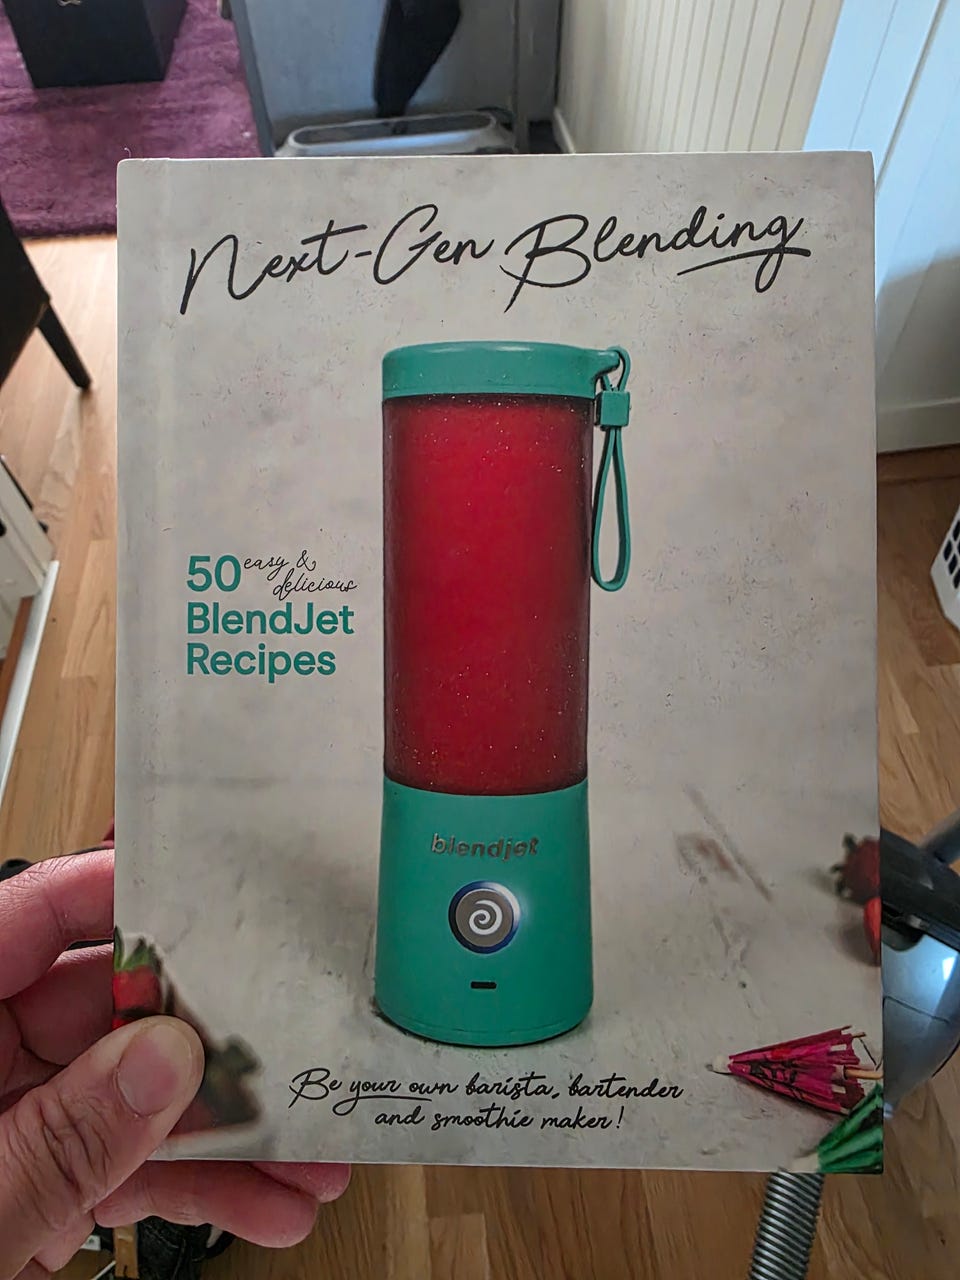 Next-Gen Blending
50 easy &
delicious
BlendJet
Recipes
blendjet
Be your own barista, bartender
and smoothie maker!